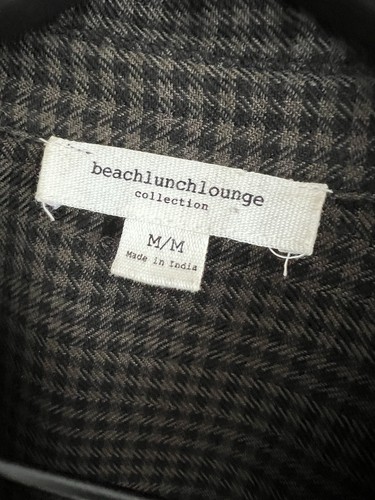 beachlunchlounge
collection
M/M
Made in India